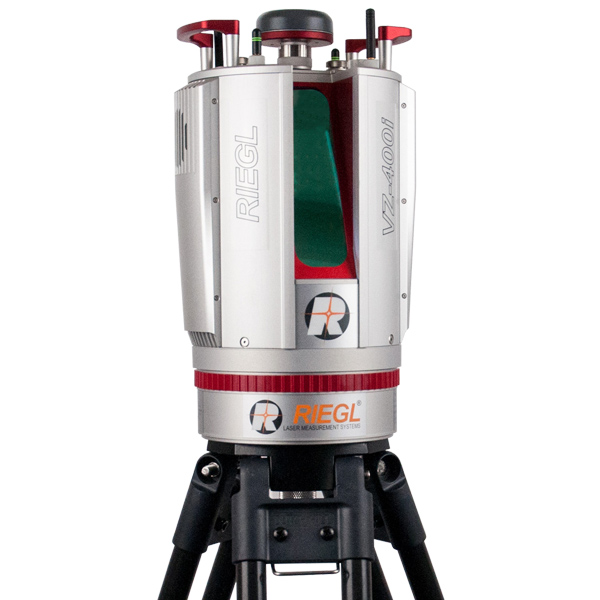 RIEGL
VZ-400i
R
RIEGL®
LASER MEASUREMENT SYSTEMS